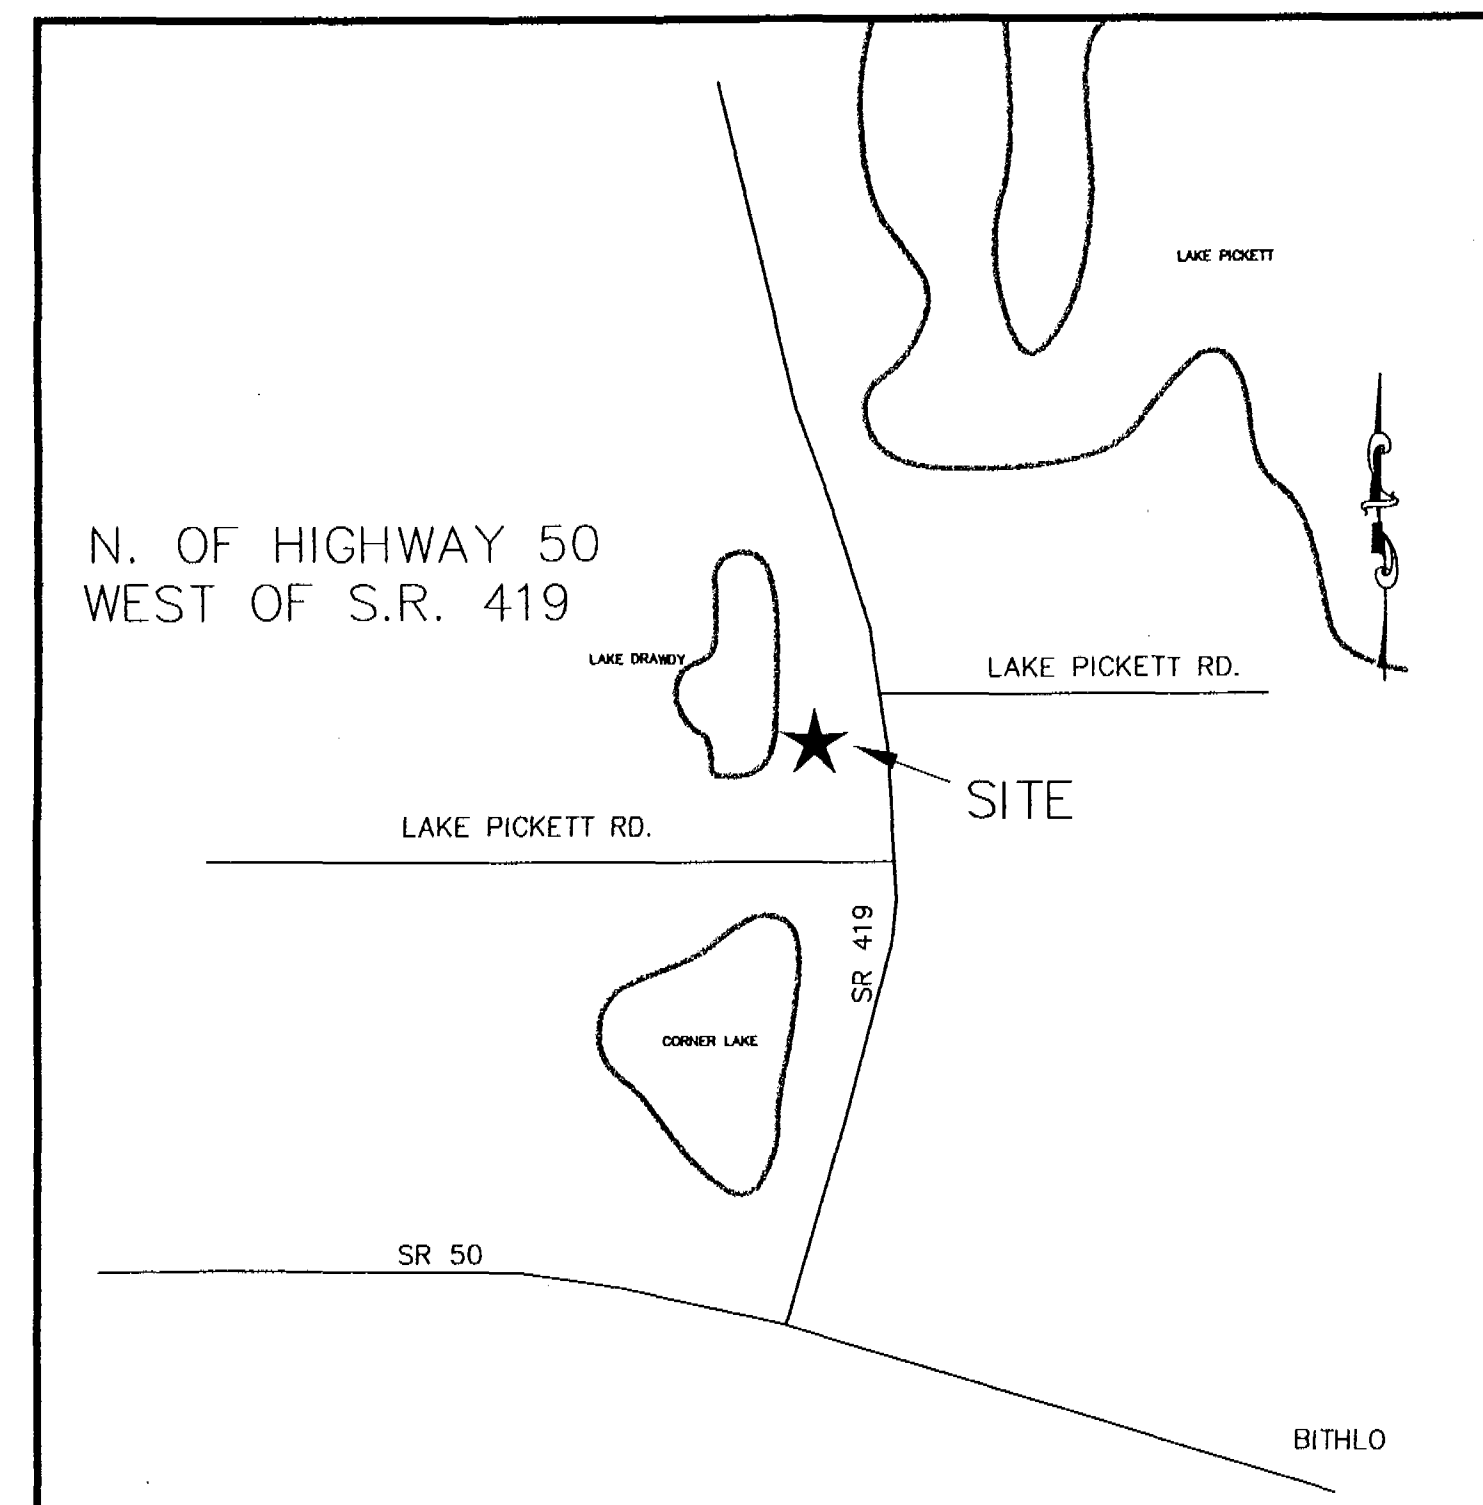 LAKE PICKETT
N. OF HIGHWAY 50
WEST OF S.R. 419
LAKE DRAWDY
LAKE PICKETT RD.
SITE
LAKE PICKETT RD.
SR 419
CORNER LAKE
SR 50
BITHLO